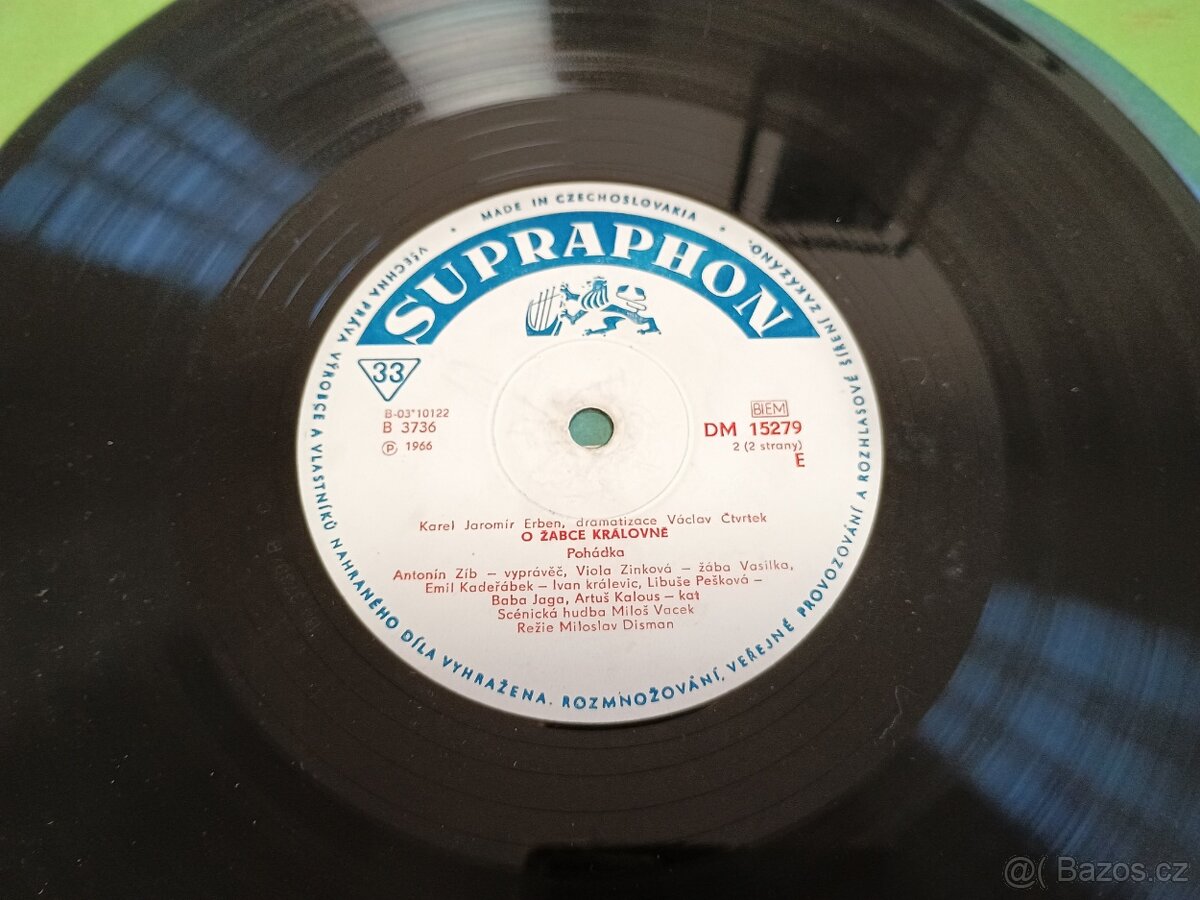 MADE IN CZECHOSLOVAKIA
SUPRAPHON
33
B-03*10122
B 3736
Ⓟ 1966
BIEM
DM 15279
2 (2 strany)
E
Karel Jaromír Erben, dramatizace Václav Čtvrtek
O ŽABCE KRÁLOVNĚ
Pohádka
Antonín Zíb – vyprávěč, Viola Zinková – žába Vasilka,
Emil Kadeřábek – Ivan králevic, Libuše Pešková –
Baba Jaga, Artuš Kalous – kat
Scénická hudba Miloš Vacek
Režie Miloslav Disman
VŠECHNA PRÁVA VÝROBCE A VLASTNÍKŮ NAHRANÉHO DÍLA VYHRAŽENA. ROZMNOŽOVÁNÍ, VEŘEJNÉ PROVOZOVÁNÍ A ROZHLASOVÉ ŠÍŘENÍ ZAKÁZÁNO.
@( Bazos.cz